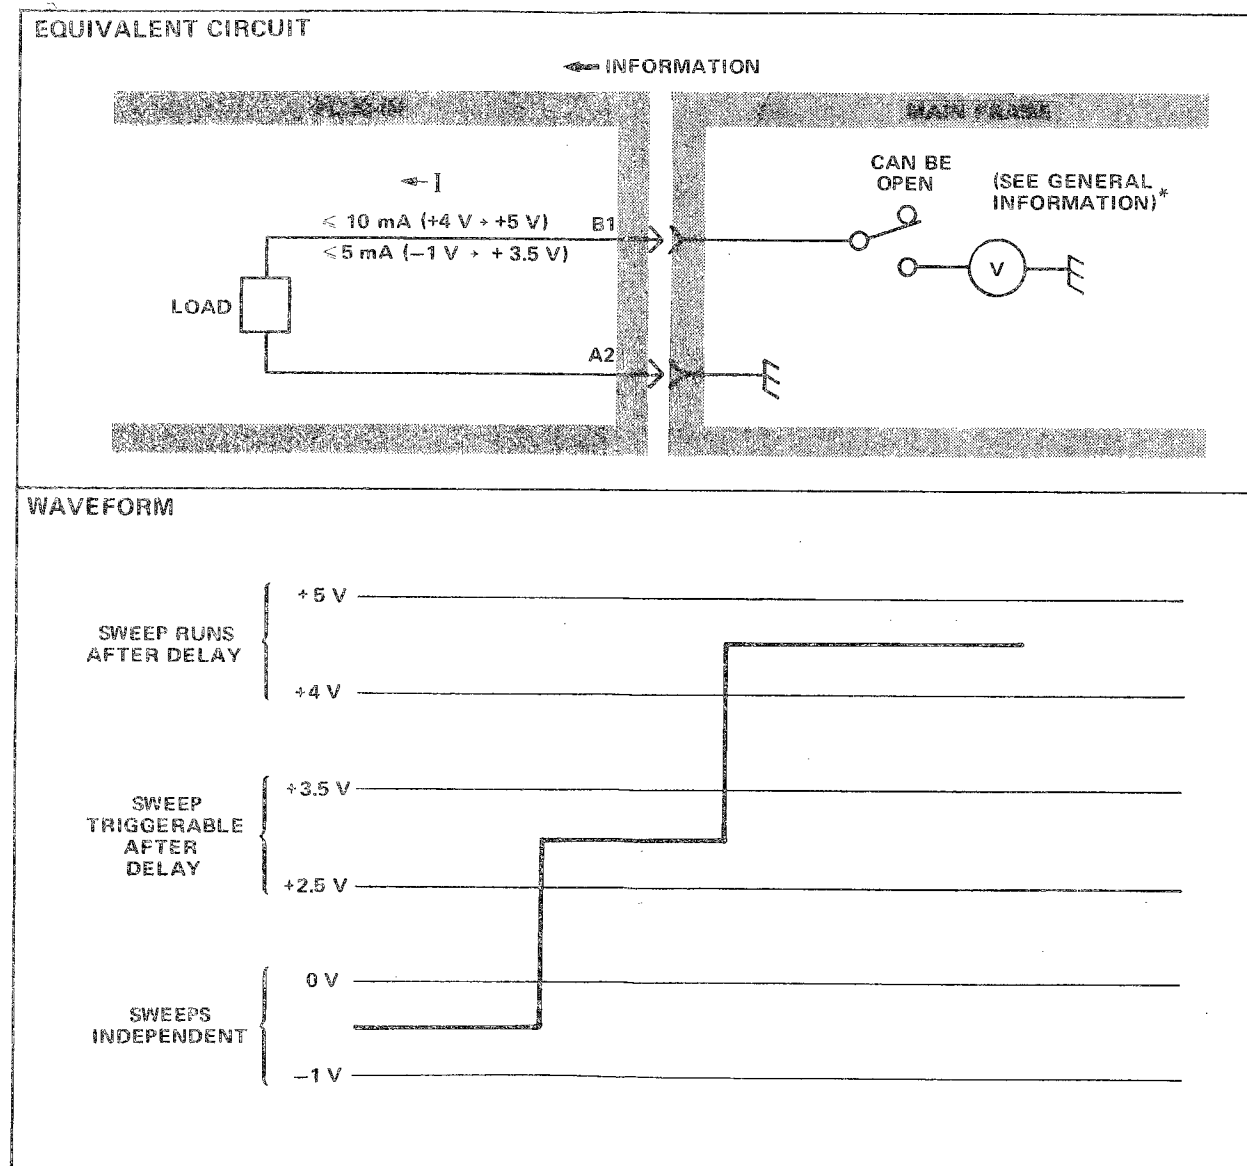 EQUIVALENT CIRCUIT
INFORMATION
PLUG-IN
MAIN FRAME
I
CAN BE
OPEN
(SEE GENERAL
INFORMATION)*
≤ 10 mA (+4 V → +5 V)
B1
≤ 5 mA (−1 V → + 3.5 V)
V
LOAD
A2
WAVEFORM
+5 V
SWEEP RUNS
AFTER DELAY
+4 V
+3.5 V
SWEEP
TRIGGERABLE
AFTER
DELAY
+2.5 V
0 V
SWEEPS
INDEPENDENT
−1 V